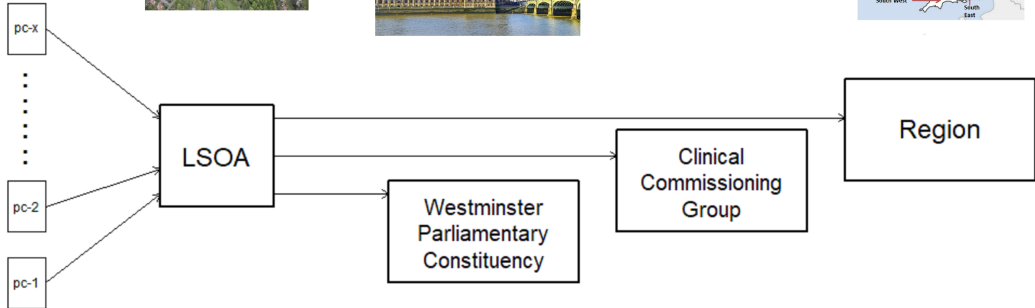 South West
South
East
pc-x
LSOA
Region
Clinical
Commissioning
Group
pc-2
Westminster
Parliamentary
Constituency
pc-1